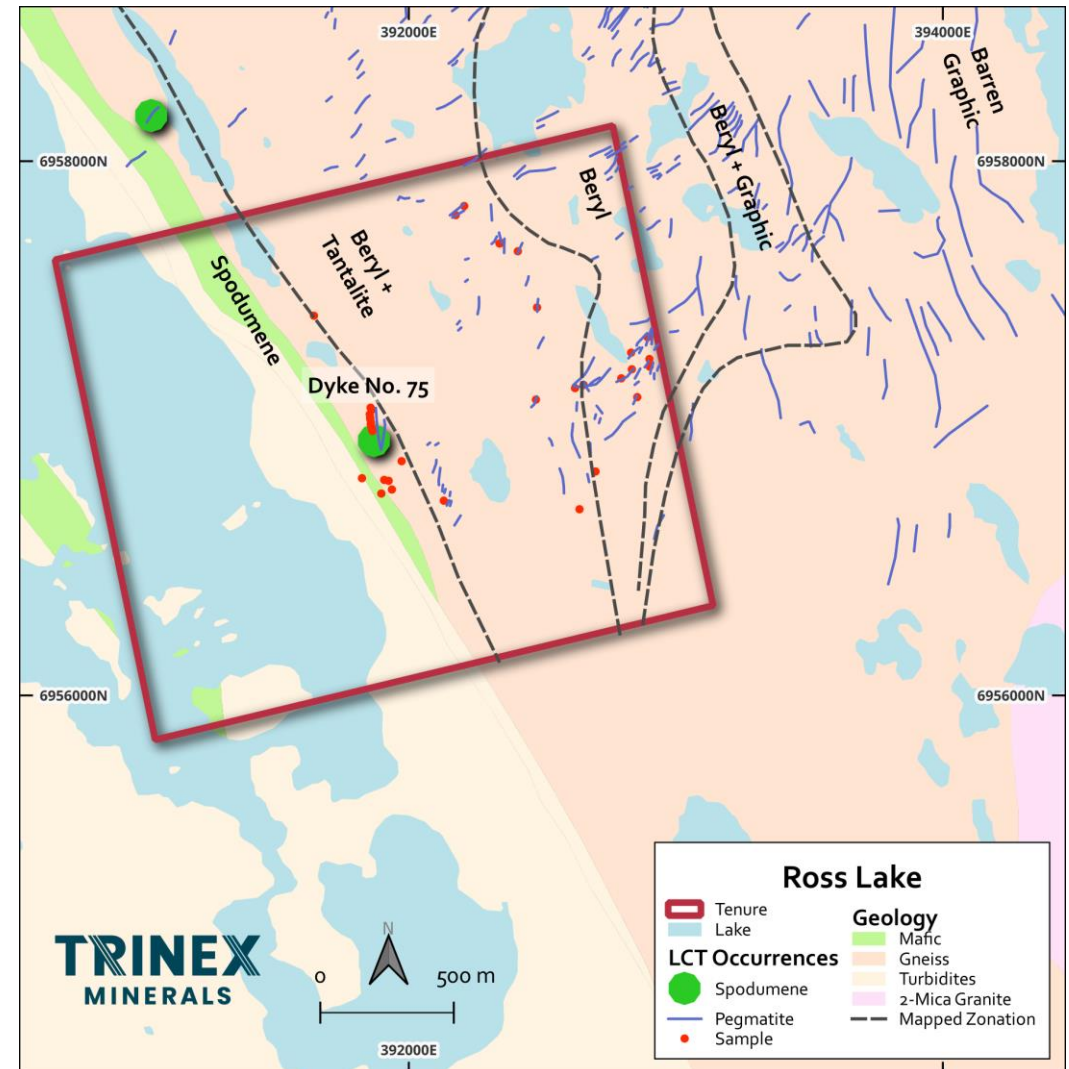 392000E
394000E
Barren
Graphic
Beryl + Graphic
6958000N
6958000N
Beryl
Beryl +
Tantalite
Spodumene
Dyke No. 75
6956000N
6956000N
Ross Lake
Tenure
Lake
LCT Occurrences
Spodumene
Pegmatite
Sample
Geology
Mafic
Gneiss
Turbidites
2-Mica Granite
Mapped Zonation
TRINEX
MINERALS
N
0 500 m
392000E